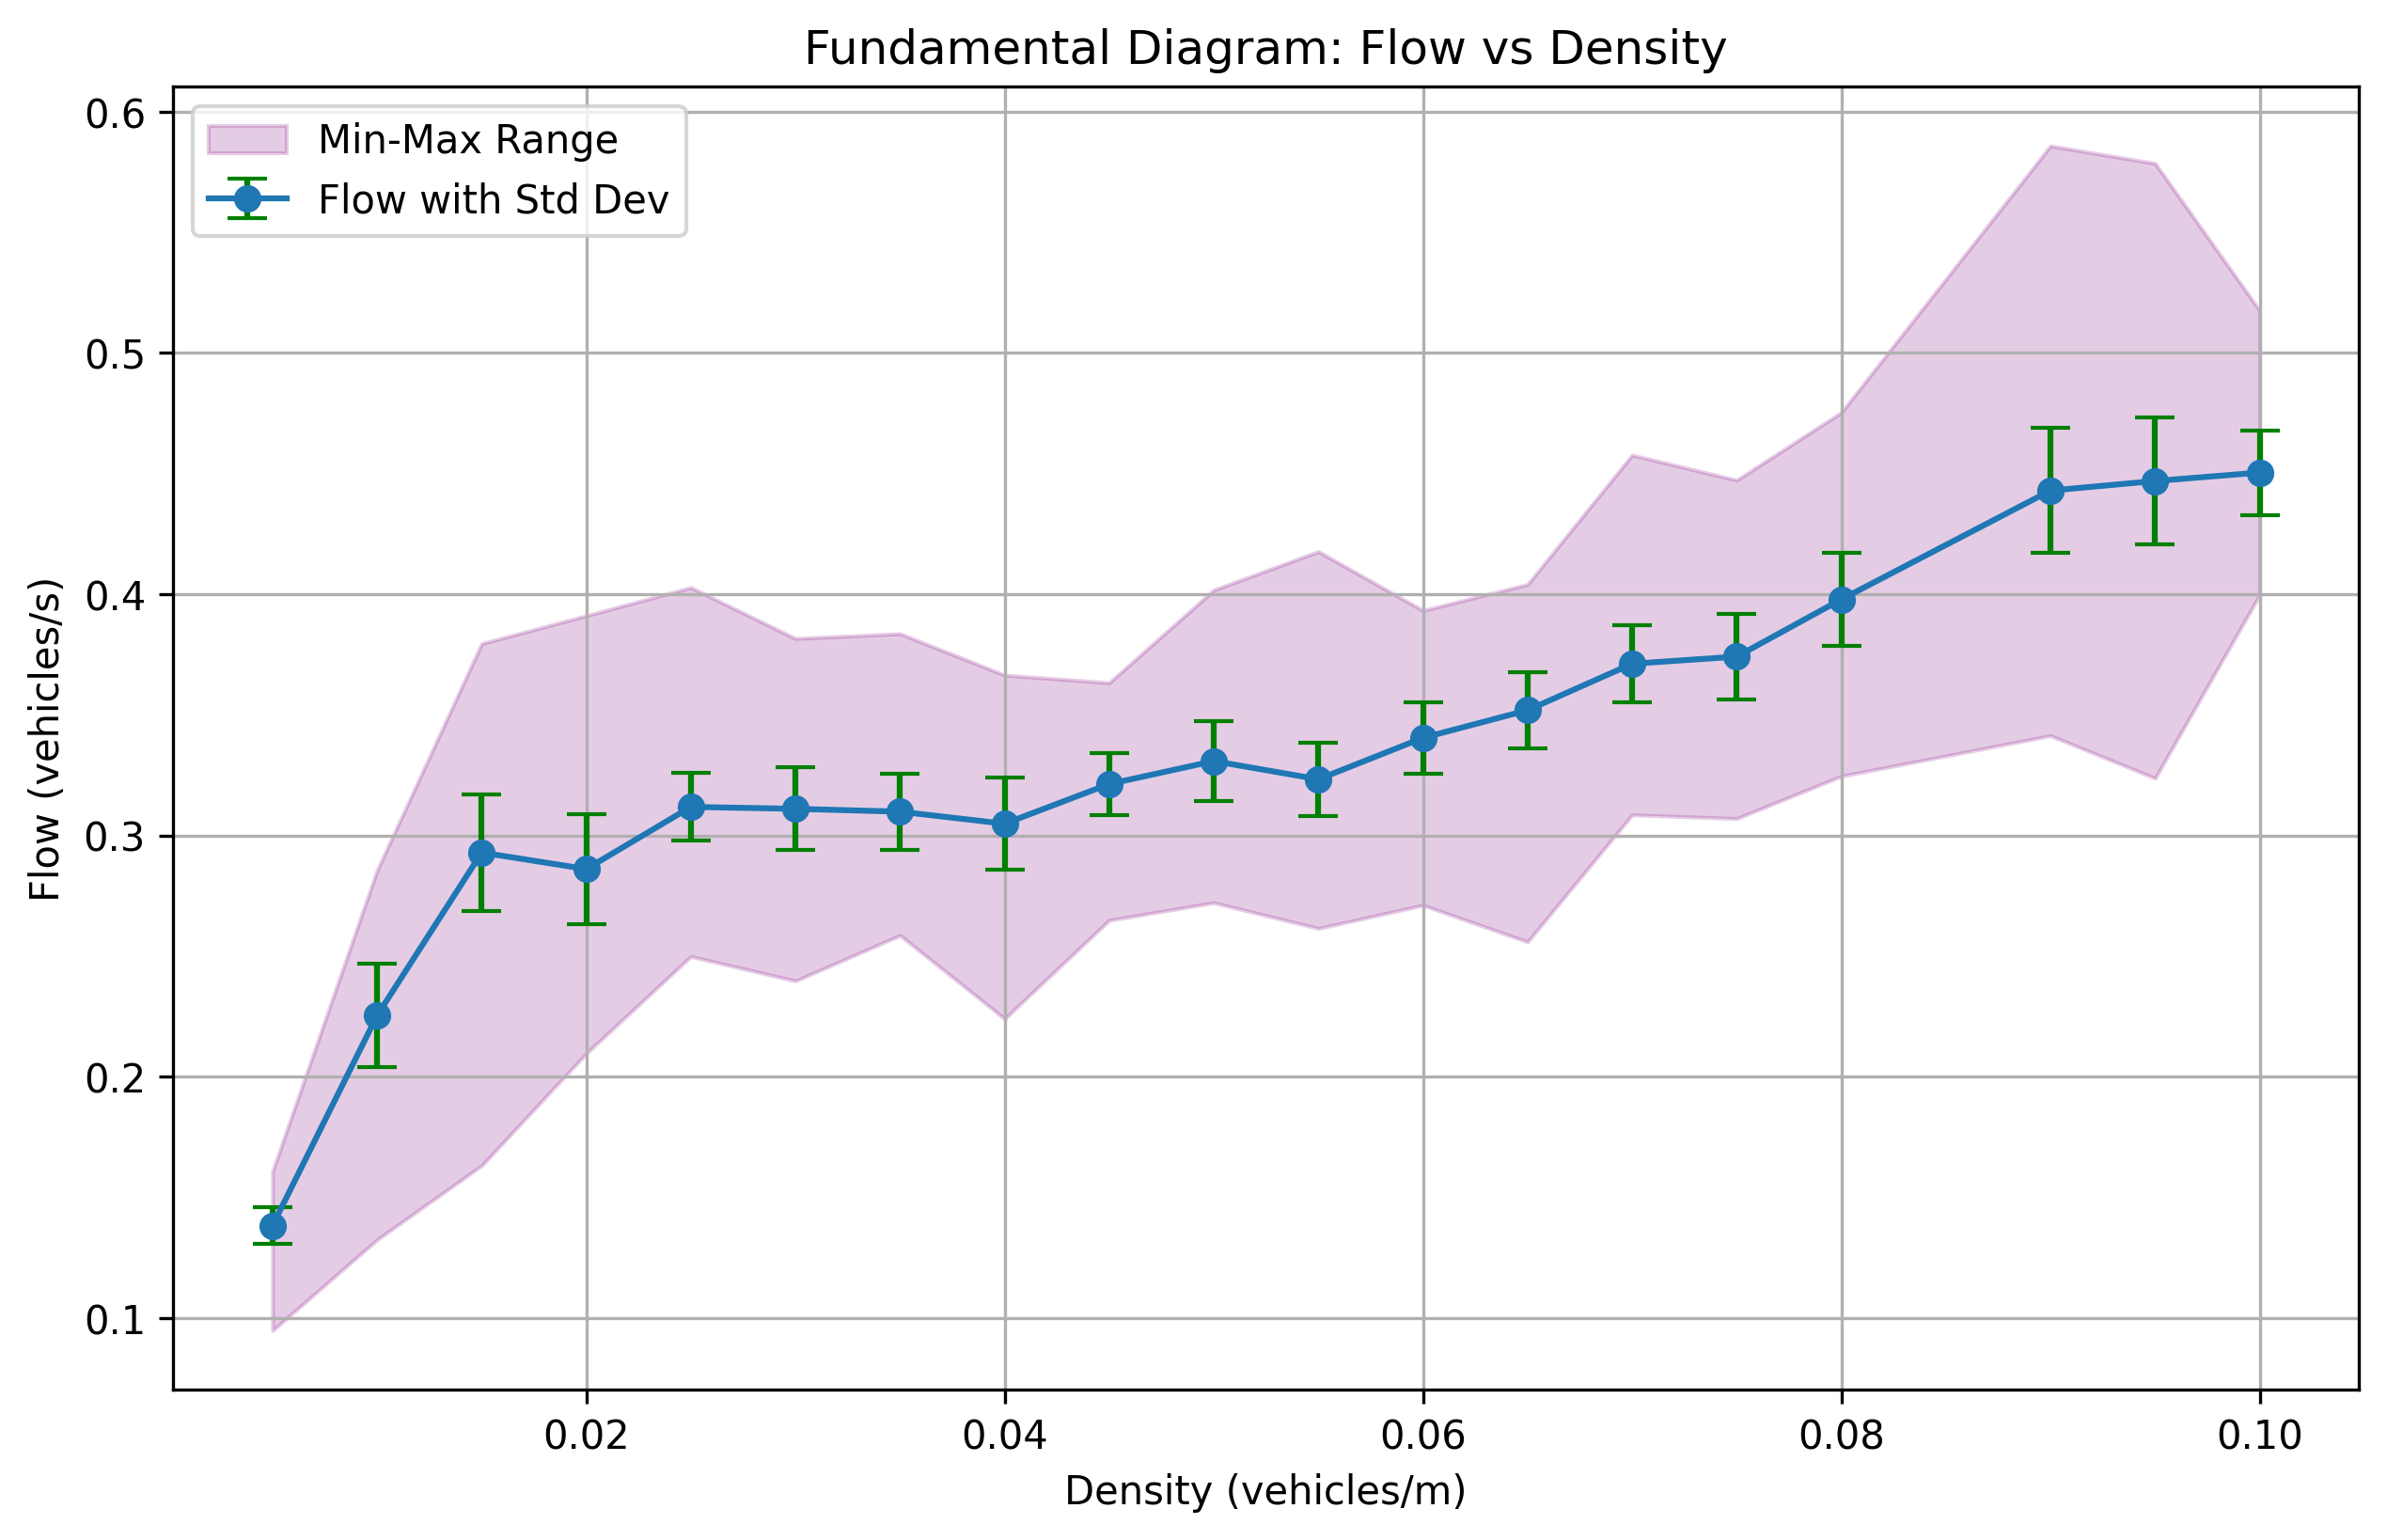 Fundamental Diagram: Flow vs Density
Min-Max Range
Flow with Std Dev
Flow (vehicles/s)
0.6
0.5
0.4
0.3
0.2
0.1
0.02 0.04 0.06 0.08 0.10
Density (vehicles/m)